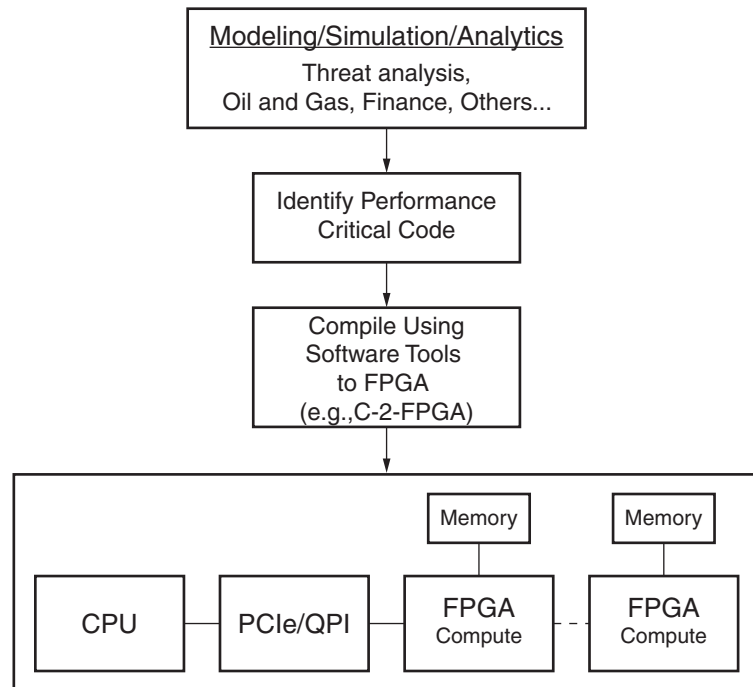 Modeling/Simulation/Analytics
Threat analysis,
Oil and Gas, Finance, Others...
Identify Performance
Critical Code
Compile Using
Software Tools
to FPGA
(e.g.,C-2-FPGA)
Memory
Memory
CPU
PCIe/QPI
FPGA
Compute
FPGA
Compute